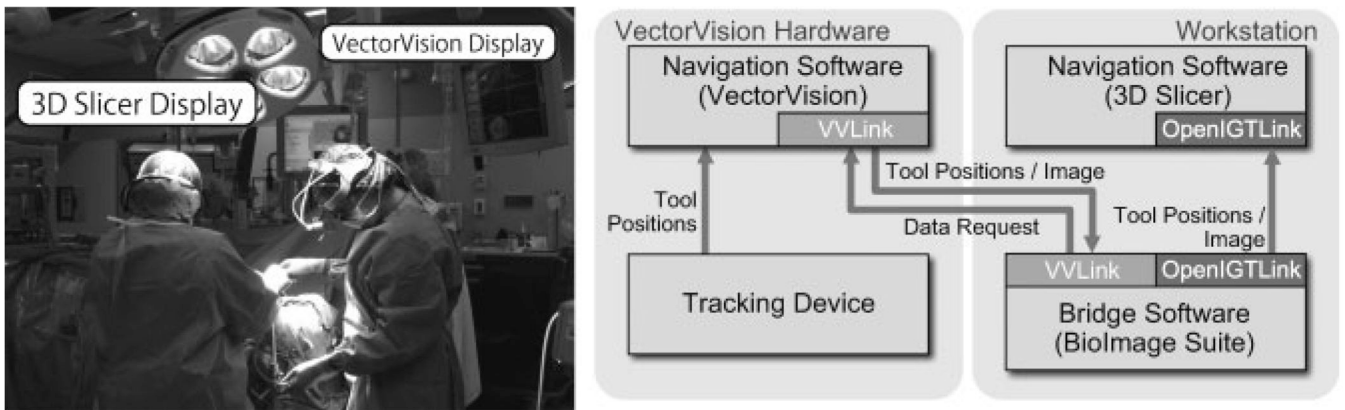 VectorVision Display
3D Slicer Display
VectorVision Hardware
Navigation Software
(VectorVision)
VVLink
Tool
Positions
Tracking Device
Tool Positions / Image
Data Request
Workstation
Navigation Software
(3D Slicer)
OpenIGTLink
Tool Positions /
Image
VVLink
OpenIGTLink
Bridge Software
(BioImage Suite)